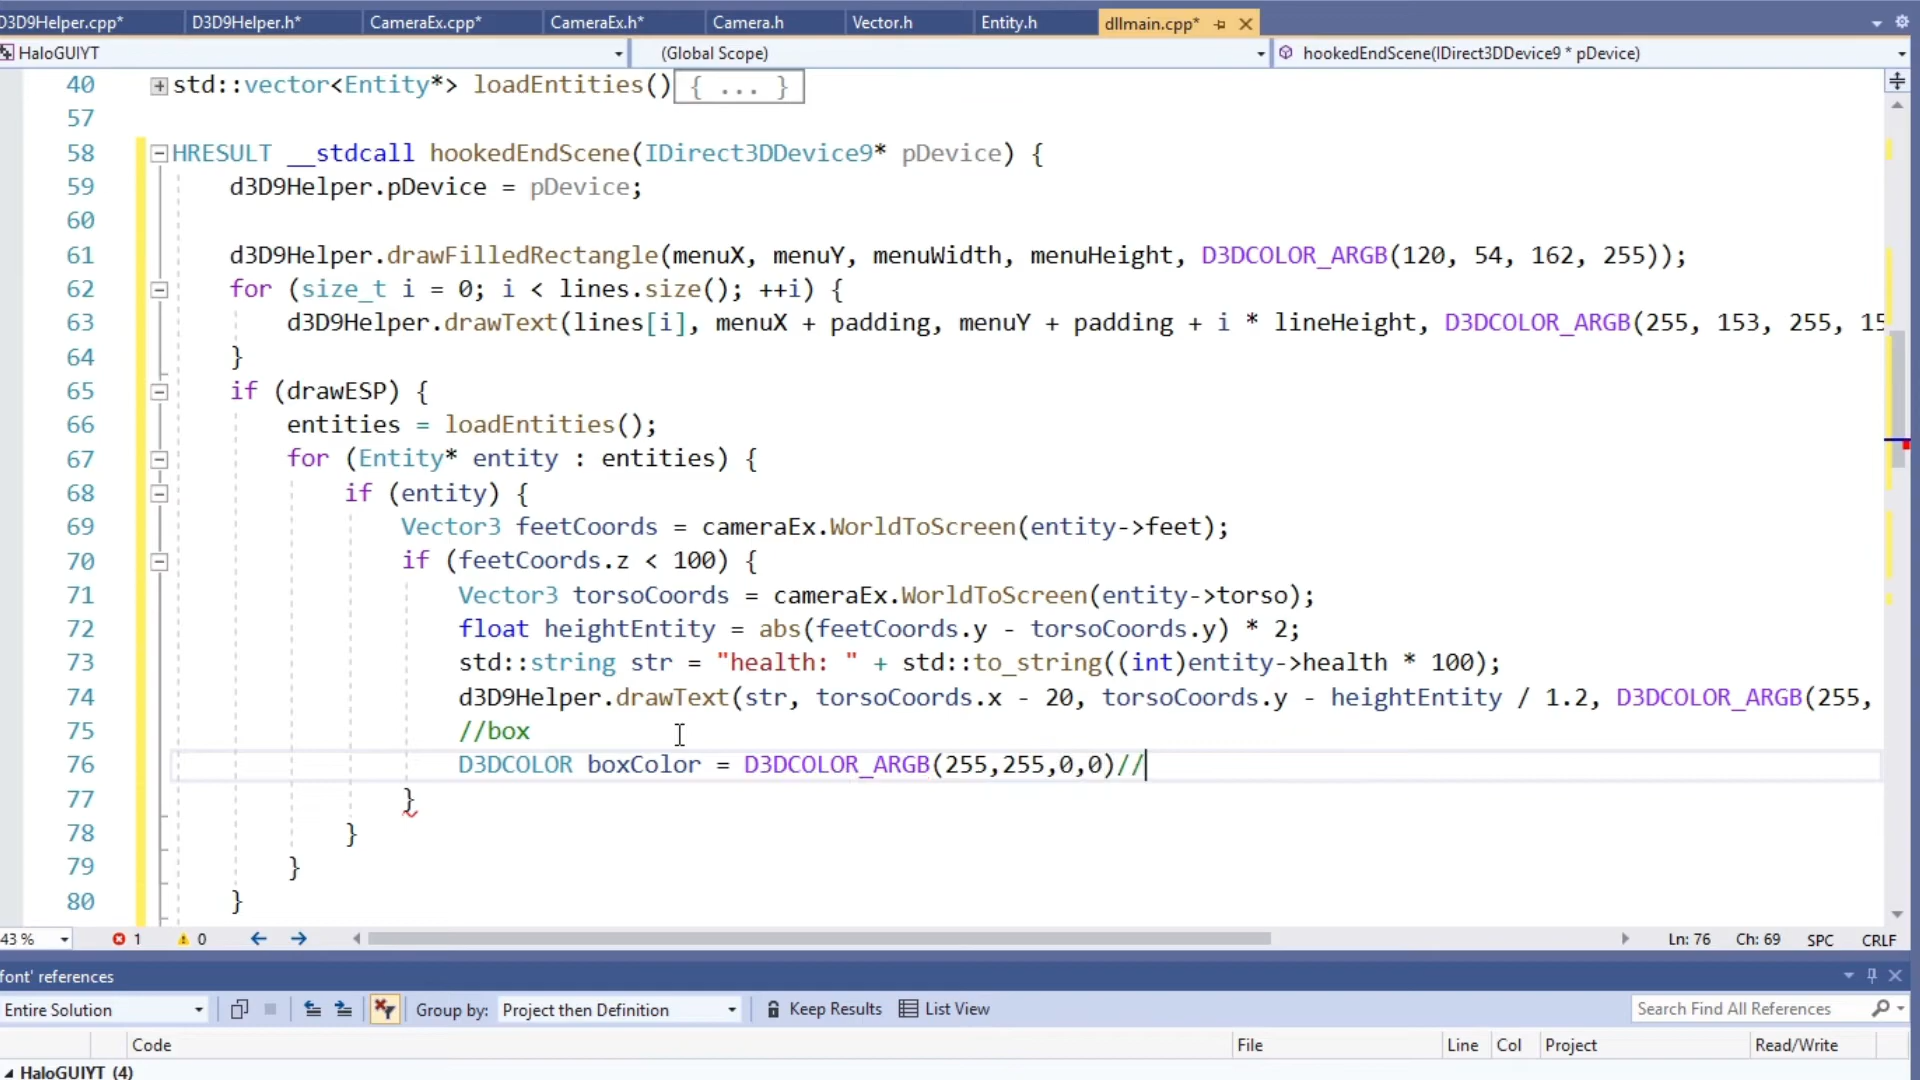 D3D9Helper.cpp* D3D9Helper.h* CameraEx.cpp* CameraEx.h* Camera.h Vector.h Entity.h dllmain.cpp*
HaloGUIYT (Global Scope) hookedEndScene(IDirect3DDevice9 * pDevice)
40 std::vector<Entity*> loadEntities(){ ... }
57
58 HRESULT __stdcall hookedEndScene(IDirect3DDevice9* pDevice) {
59 d3D9Helper.pDevice = pDevice;
60
61 d3D9Helper.drawFilledRectangle(menuX, menuY, menuWidth, menuHeight, D3DCOLOR_ARGB(120, 54, 162, 255));
62 for (size_t i = 0; i < lines.size(); ++i) {
63 d3D9Helper.drawText(lines[i], menuX + padding, menuY + padding + i * lineHeight, D3DCOLOR_ARGB(255, 153, 255, 15
64 }
65 if (drawESP) {
66 entities = loadEntities();
67 for (Entity* entity : entities) {
68 if (entity) {
69 Vector3 feetCoords = cameraEx.WorldToScreen(entity->feet);
70 if (feetCoords.z < 100) {
71 Vector3 torsoCoords = cameraEx.WorldToScreen(entity->torso);
72 float heightEntity = abs(feetCoords.y - torsoCoords.y) * 2;
73 std::string str = "health: " + std::to_string((int)entity->health * 100);
74 d3D9Helper.drawText(str, torsoCoords.x - 20, torsoCoords.y - heightEntity / 1.2, D3DCOLOR_ARGB(255,
75 //box
76 D3DCOLOR boxColor = D3DCOLOR_ARGB(255,255,0,0)//
77 }
78 }
79 }
80 }
43 % 1 0 Ln: 76 Ch: 69 SPC CRLF
font' references
Entire Solution Group by: Project then Definition Keep Results List View Search Find All References
Code File Line Col Project Read/Write
HaloGUIYT (4)